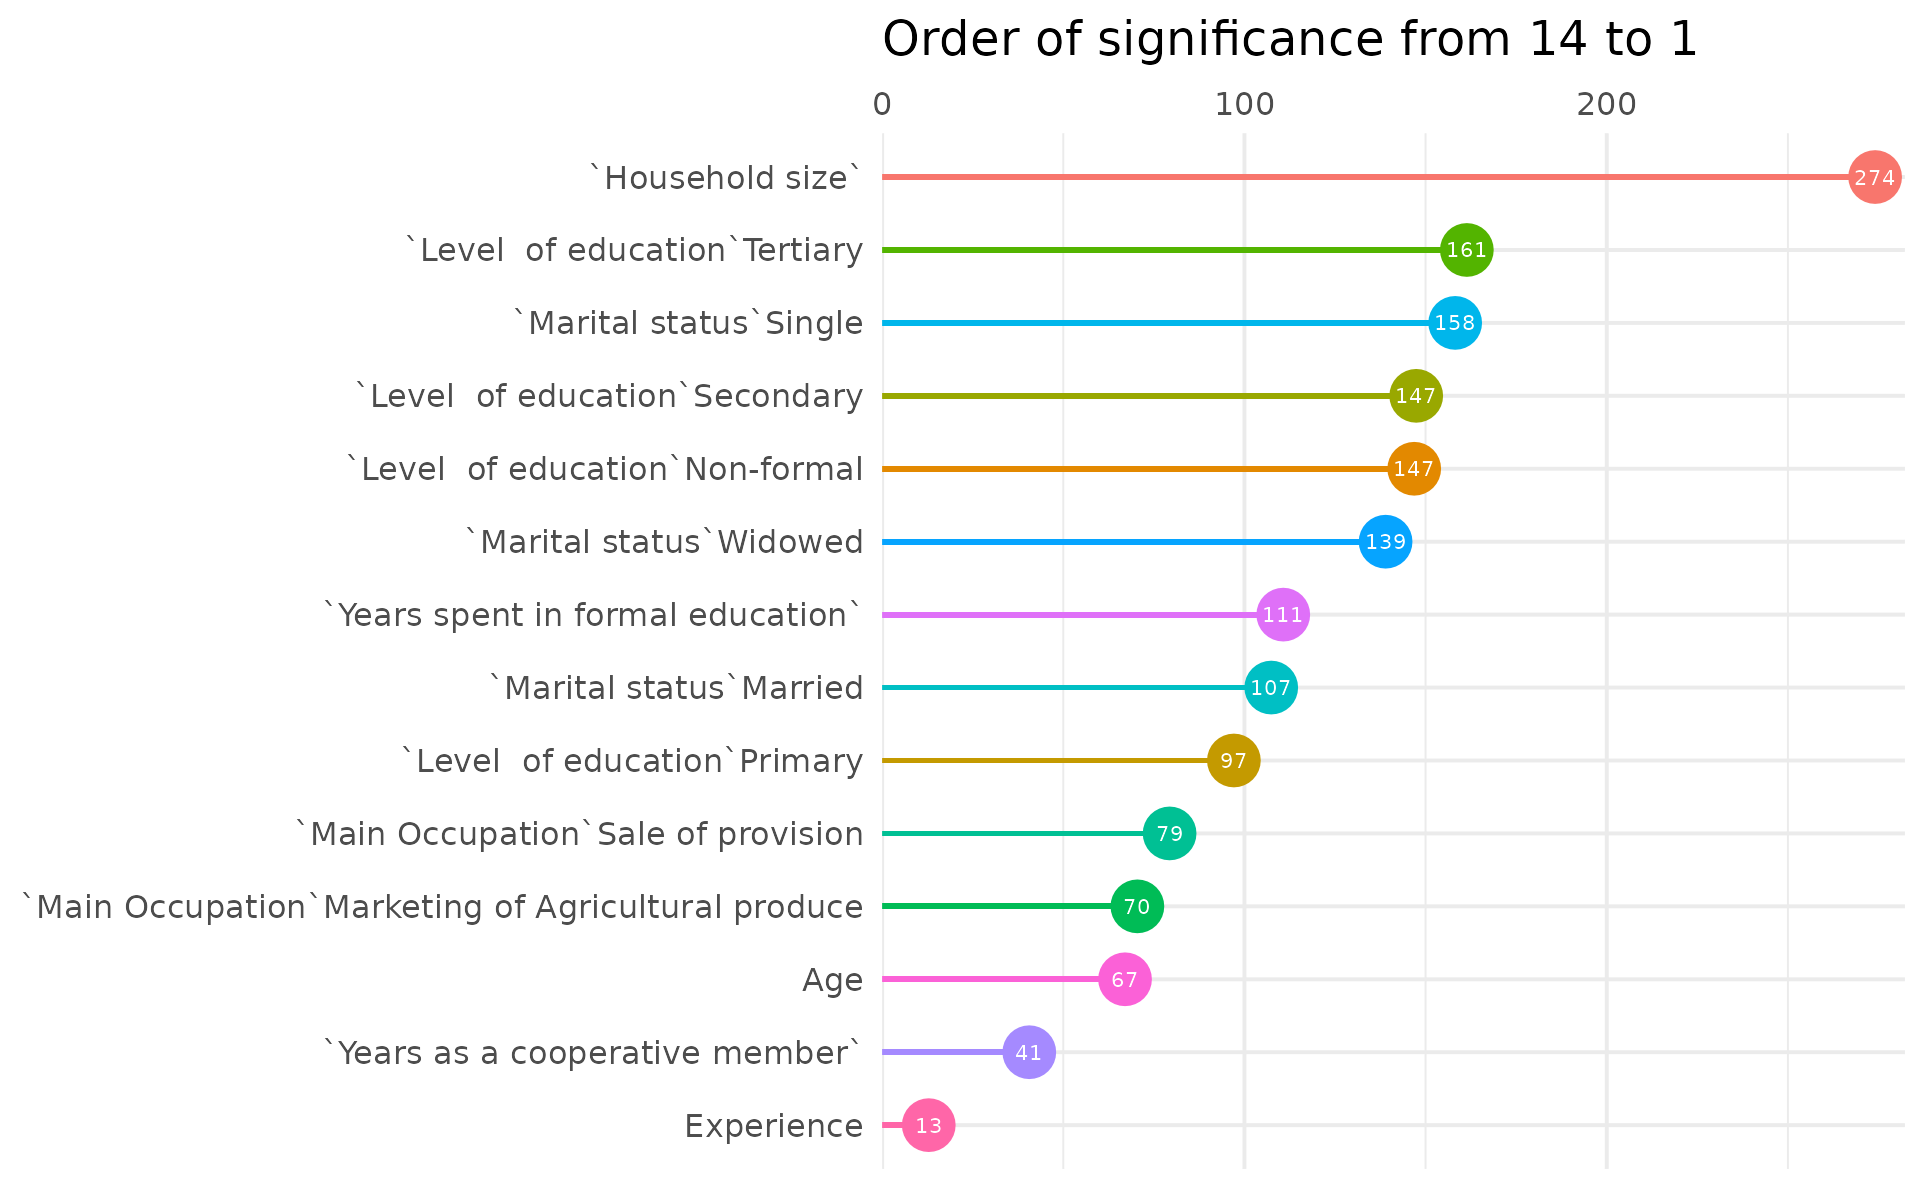 Order of significance from 14 to 1
0 100 200
`Household size` 274
`Level  of education`Tertiary 161
`Marital status`Single 158
`Level  of education`Secondary 147
`Level  of education`Non-formal 147
`Marital status`Widowed 139
`Years spent in formal education` 111
`Marital status`Married 107
`Level  of education`Primary 97
`Main Occupation`Sale of provision 79
`Main Occupation`Marketing of Agricultural produce 70
Age 67
`Years as a cooperative member` 41
Experience 13